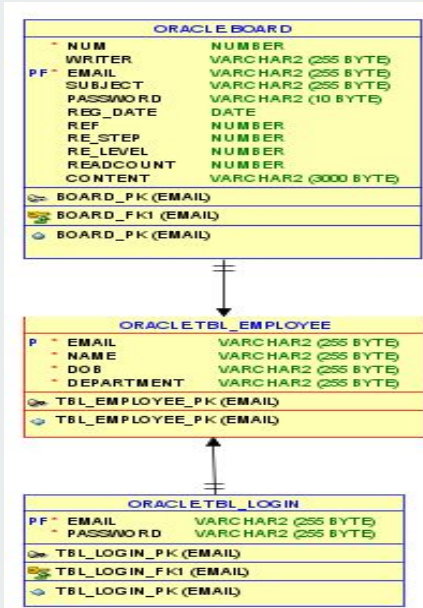 ORACLE.BOARD
* NUM NUMBER
WRITER VARCHAR2 (255 BYTE)
PF* EMAIL VARCHAR2 (255 BYTE)
SUBJECT VARCHAR2 (255 BYTE)
PASSWORD VARCHAR2 (10 BYTE)
REG_DATE DATE
REF NUMBER
RE_STEP NUMBER
RE_LEVEL NUMBER
READCOUNT NUMBER
CONTENT VARCHAR2 (3000 BYTE)
BOARD_PK (EMAIL)
BOARD_FK1 (EMAIL)
BOARD_PK (EMAIL)
ORACLE.TBL_EMPLOYEE
P * EMAIL VARCHAR2 (255 BYTE)
* NAME VARCHAR2 (255 BYTE)
* DOB VARCHAR2 (255 BYTE)
* DEPARTMENT VARCHAR2 (255 BYTE)
TBL_EMPLOYEE_PK (EMAIL)
TBL_EMPLOYEE_PK (EMAIL)
ORACLE.TBL_LOGIN
PF* EMAIL VARCHAR2 (255 BYTE)
* PASSWORD VARCHAR2 (255 BYTE)
TBL_LOGIN_PK (EMAIL)
TBL_LOGIN_FK1 (EMAIL)
TBL_LOGIN_PK (EMAIL)